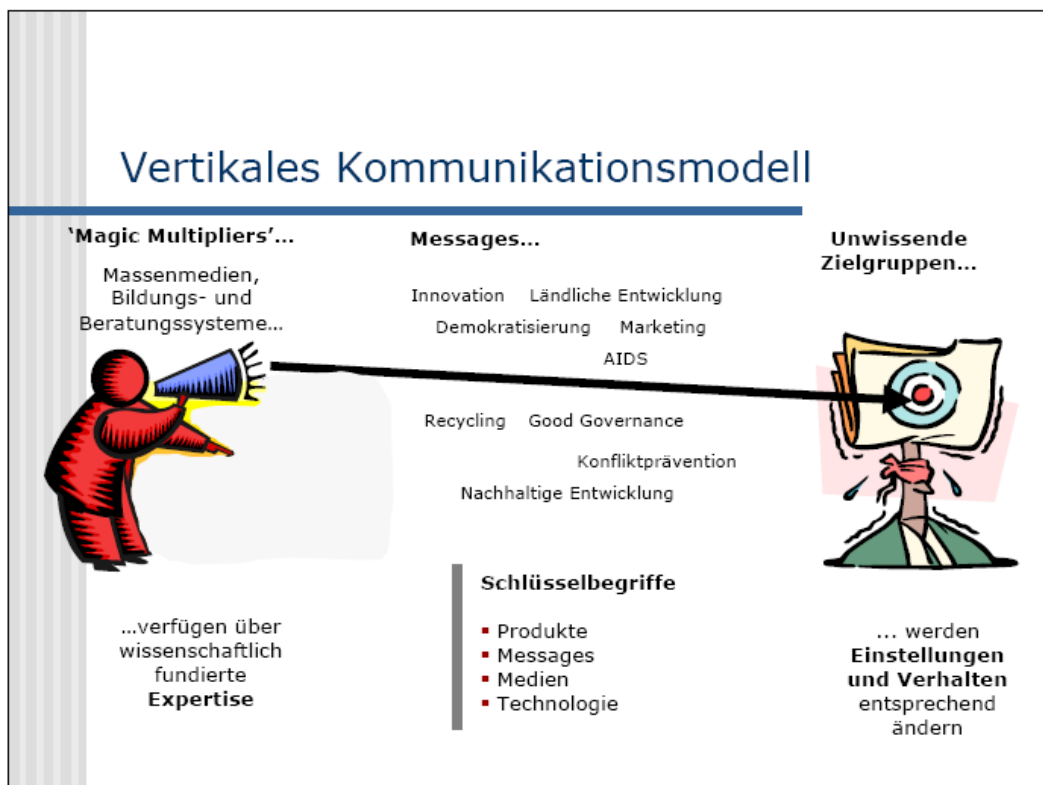 Vertikales Kommunikationsmodell
‘Magic Multipliers’...
Massenmedien,
Bildungs- und
Beratungssysteme…
Messages...
Innovation Ländliche Entwicklung
Demokratisierung Marketing
AIDS
Recycling Good Governance
Konfliktprävention
Nachhaltige Entwicklung
Unwissende
Zielgruppen…
…verfügen über
wissenschaftlich
fundierte
Expertise
Schlüsselbegriffe
▪ Produkte
▪ Messages
▪ Medien
▪ Technologie
... werden
Einstellungen
und Verhalten
entsprechend
ändern